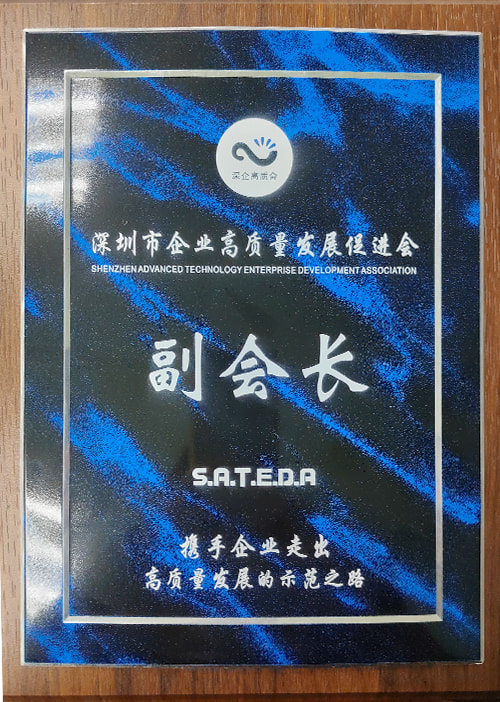 深企高质会
深圳市企业高质量发展促进会
SHENZHEN ADVANCED TECHNOLOGY ENTERPRISE DEVELOPMENT ASSOCIATION
副会长
S.A.T.E.D.A
携手企业走出
高质量发展的示范之路